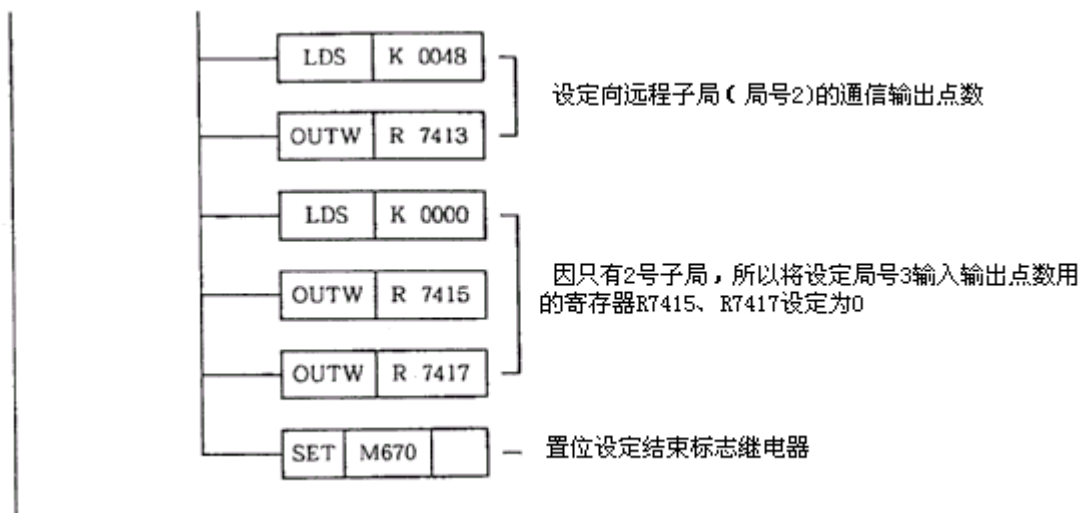 LDS K 0048
设定向远程子局(局号2)的通信输出点数
OUTW R 7413
LDS K 0000
因只有2号子局,所以将设定局号3输入输出点数用
的寄存器R7415、R7417设定为0
OUTW R 7415
OUTW R 7417
SET M670
置位设定结束标志继电器